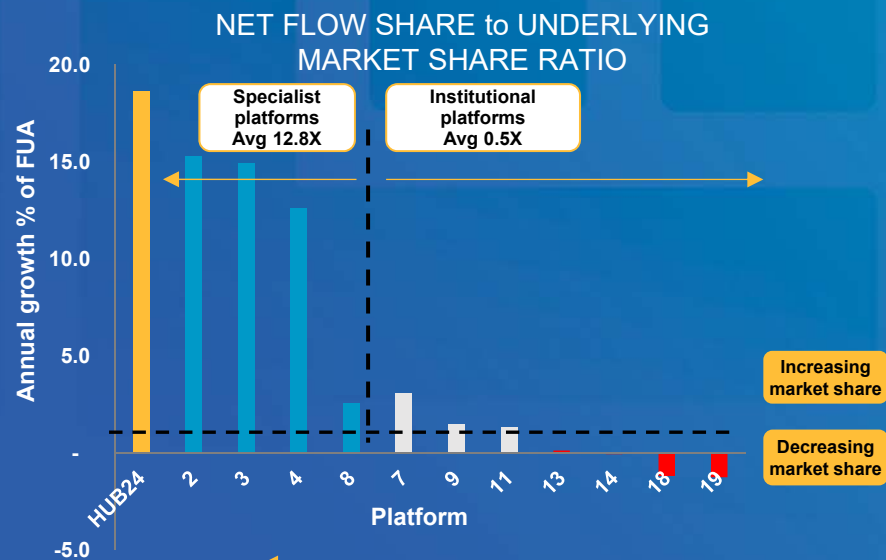 NET FLOW SHARE to UNDERLYING
MARKET SHARE RATIO
Annual growth % of FUA
20.0
15.0
10.0
5.0
-
-5.0
Specialist
platforms
Avg 12.8X
Institutional
platforms
Avg 0.5X
Increasing
market share
Decreasing
market share
HUB24 2 3 4 8 7 9 11 13 14 18 19
Platform